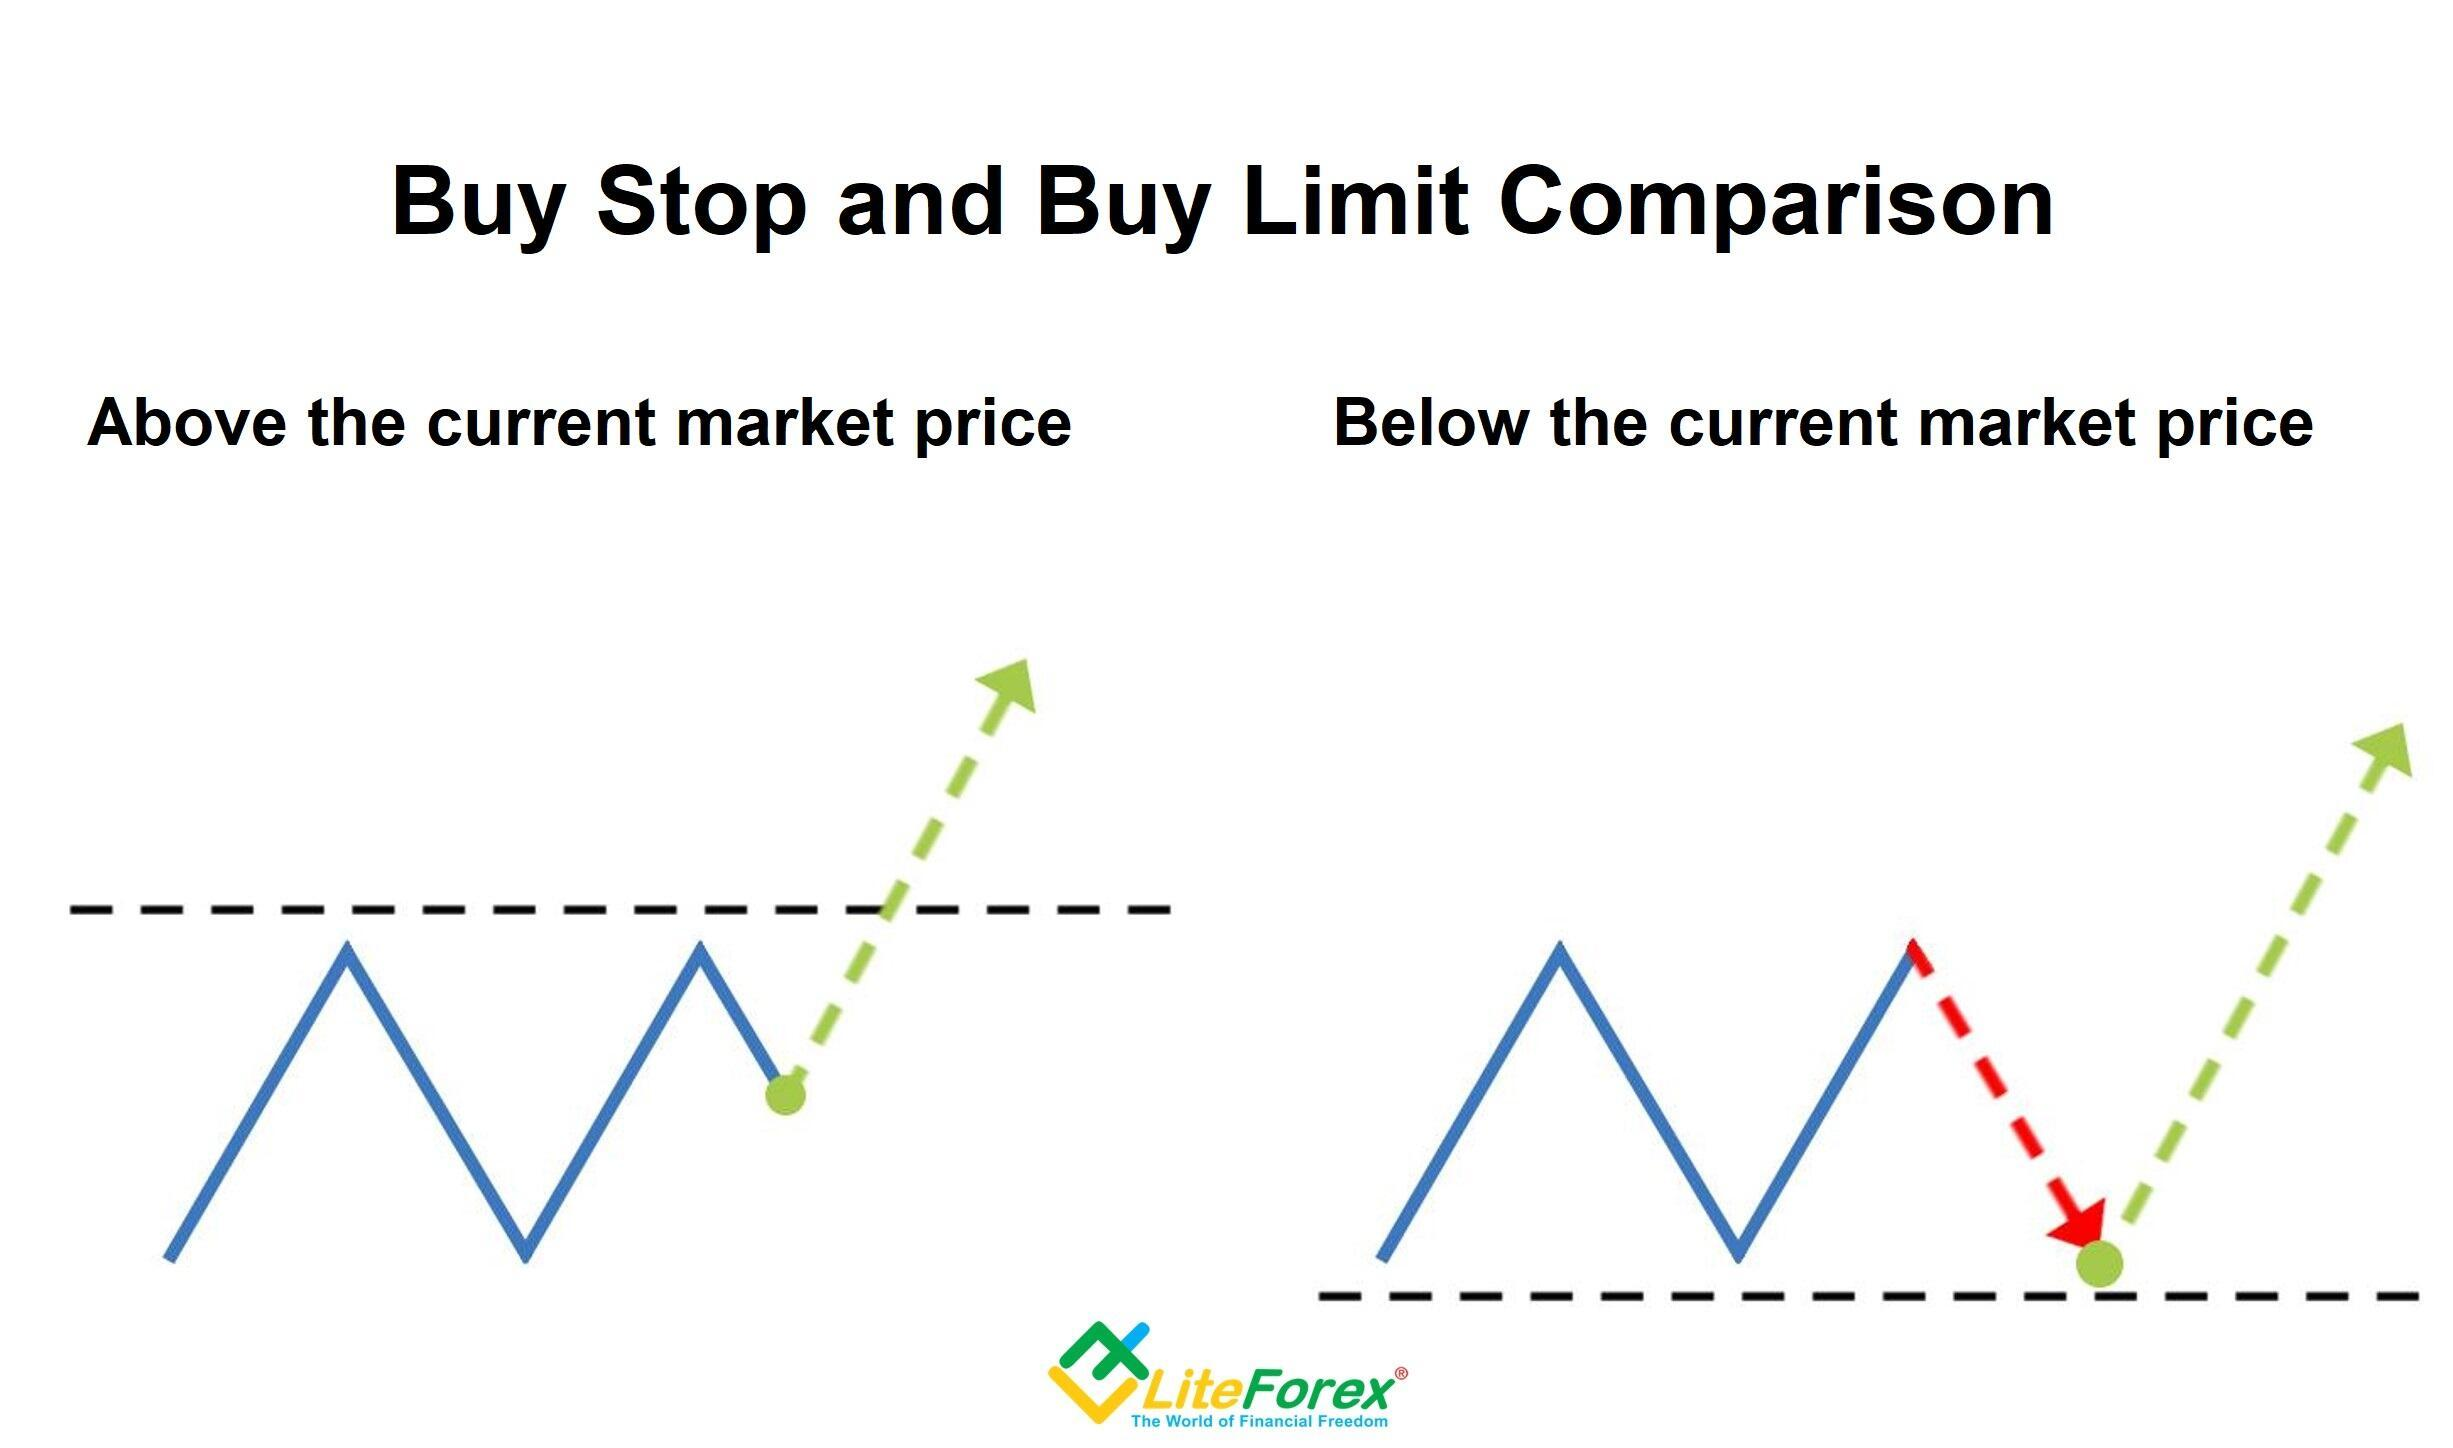 Buy Stop and Buy Limit Comparison
Above the current market price
Below the current market price
LiteForex®
The World of Financial Freedom